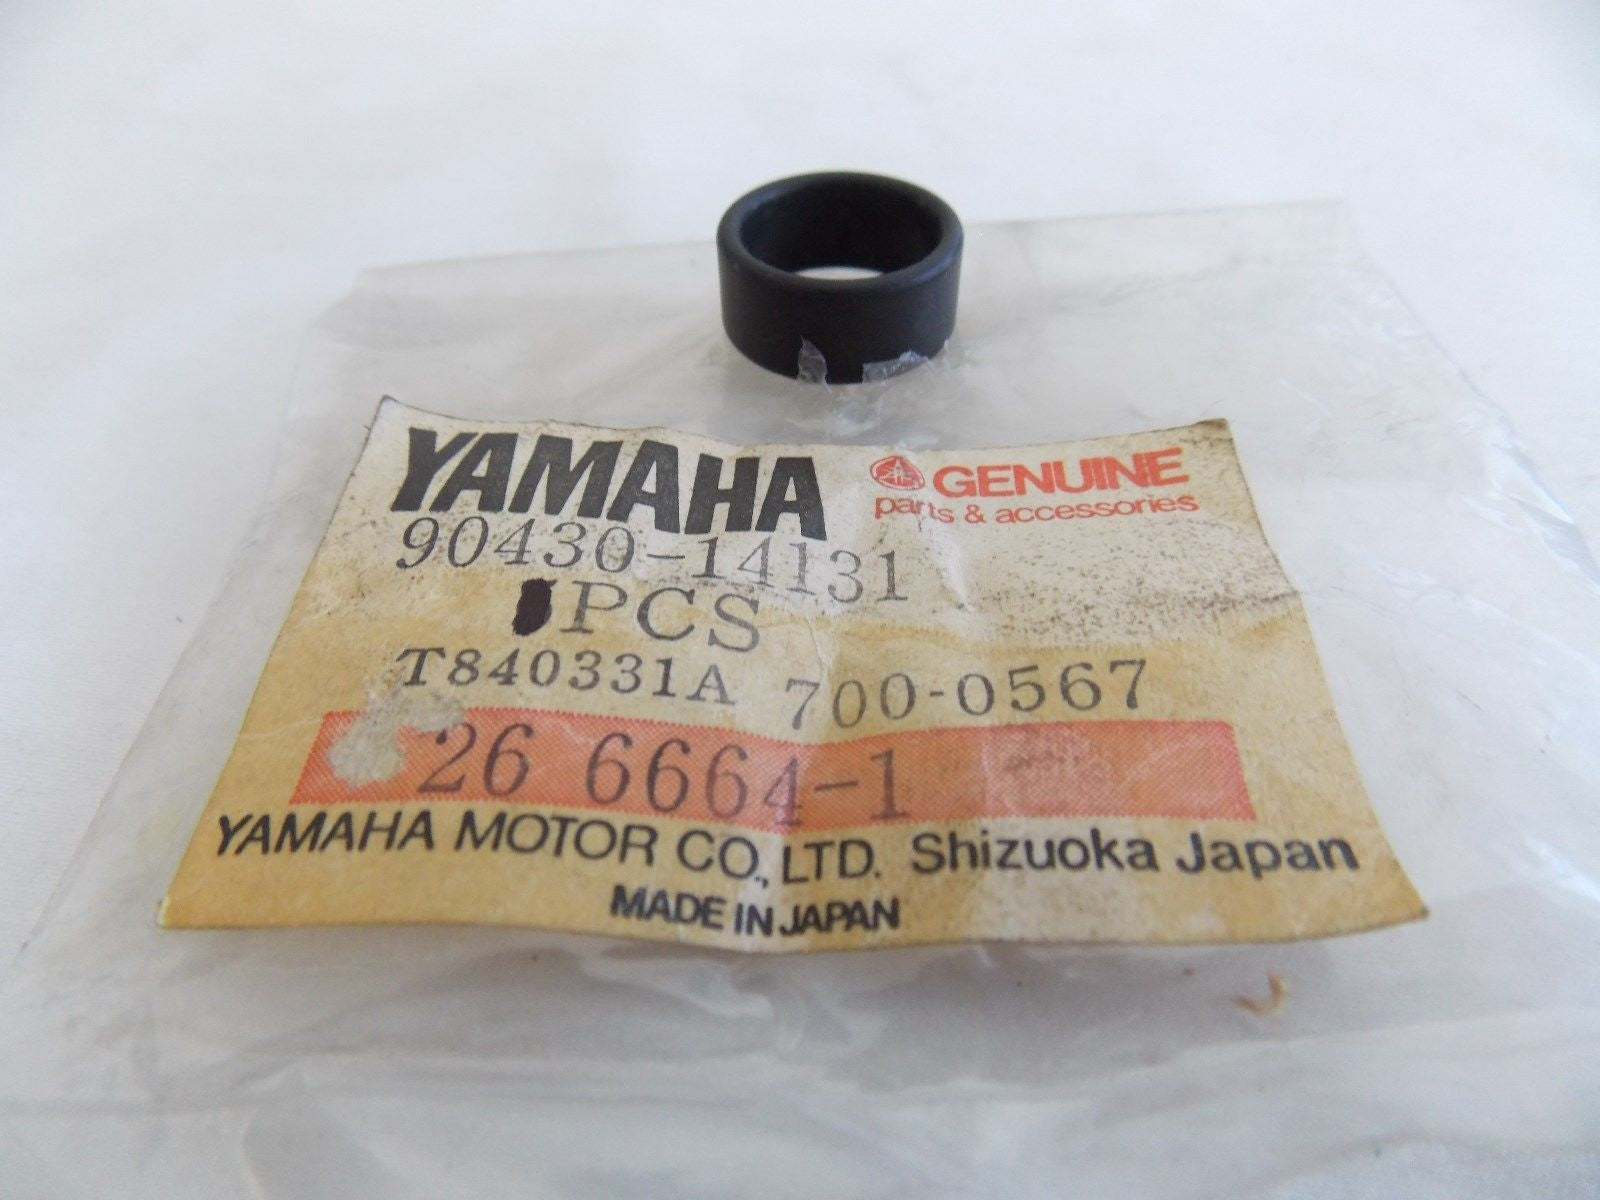 YAMAHA GENUINE
parts & accessories
90430-14131
PCS
T840331A 700-0567
26 6664-1
YAMAHA MOTOR CO., LTD. Shizuoka Japan
MADE IN JAPAN